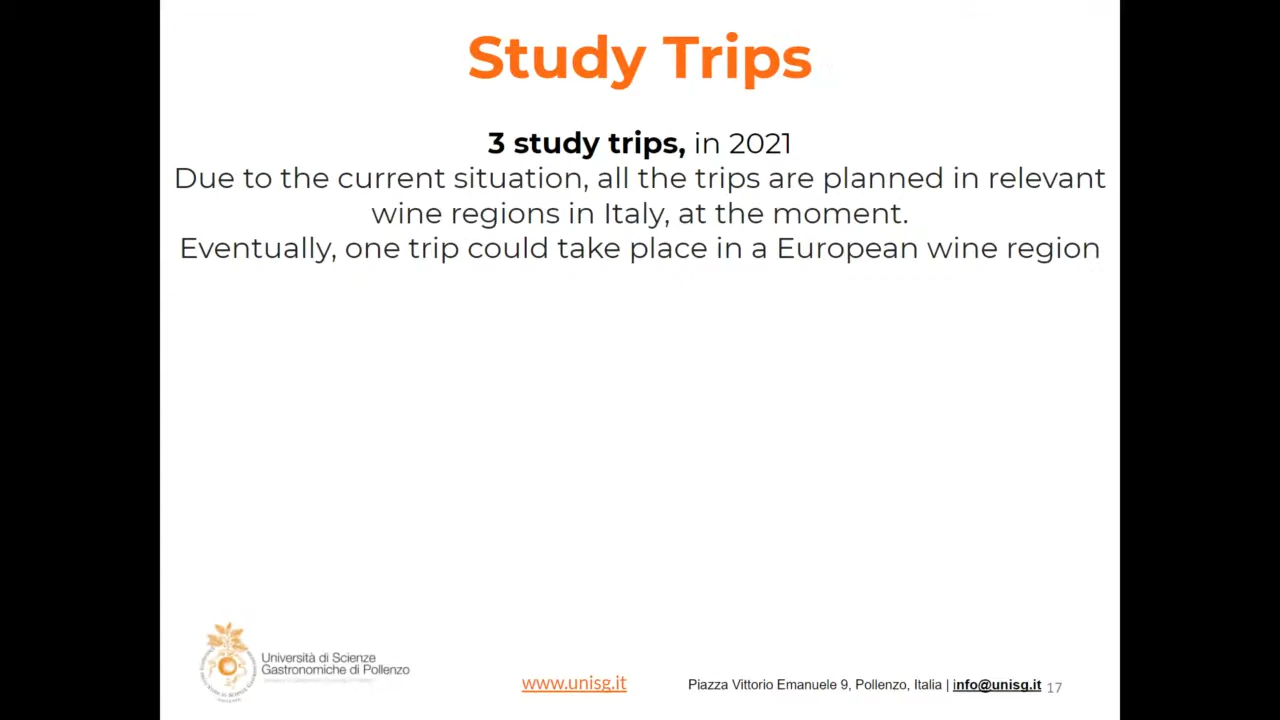 Study Trips
3 study trips, in 2021
Due to the current situation, all the trips are planned in relevant
wine regions in Italy, at the moment.
Eventually, one trip could take place in a European wine region
Università di Scienze
Gastronomiche di Pollenzo
www.unisg.it
Piazza Vittorio Emanuele 9, Pollenzo, Italia | info@unisg.it 17